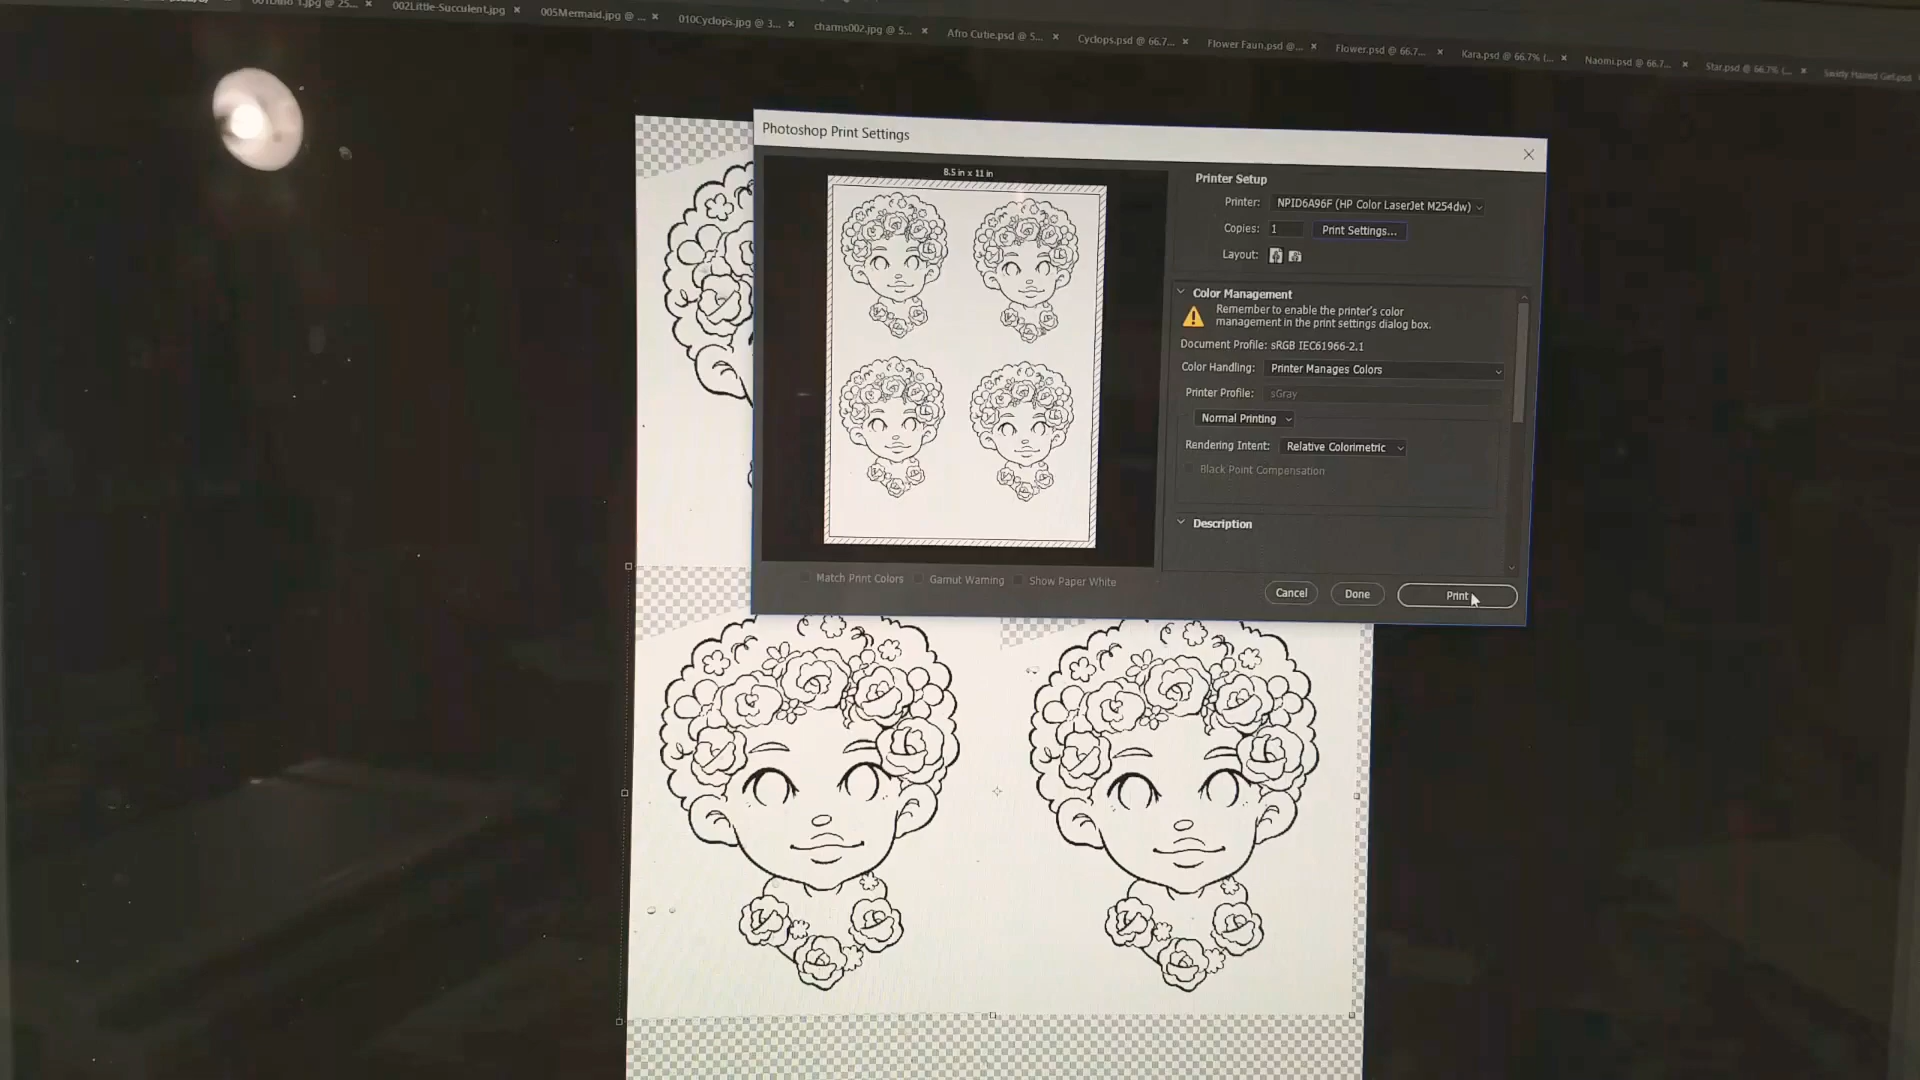 001Dino 1.jpg @ 25...
002Little-Succulent.jpg
005Mermaid.jpg @ ...
010Cyclops.jpg @ 3...
charms002.jpg @ 5...
Afro Cutie.psd @ 5...
Cyclops.psd @ 66.7...
Flower Faun.psd @...
Flower.psd @ 66.7...
Kara.psd @ 66.7% (...
Naomi.psd @ 66.7...
Star.psd @ 66.7% (...
Photoshop Print Settings
8.5 in x 11 in
Printer Setup
Printer: NPID6A96F (HP Color LaserJet M254dw)
Copies: 1 Print Settings...
Layout:
Color Management
Remember to enable the printer's color
management in the print settings dialog box.
Document Profile: sRGB IEC61966-2.1
Color Handling: Printer Manages Colors
Printer Profile: sGray
Normal Printing
Rendering Intent: Relative Colorimetric
Black Point Compensation
Description
Match Print Colors Gamut Warning Show Paper White
Cancel Done Print